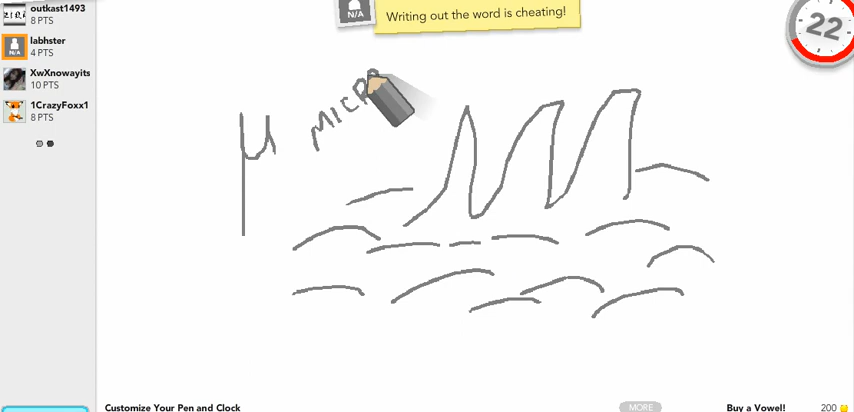 outkast1493
8 PTS
N/A
labhster
4 PTS
N/A
XwXnowayits
10 PTS
1CrazyFoxx1
8 PTS
Writing out the word is cheating!
22
µ MICR
Customize Your Pen and Clock
MORE
Buy a Vowel!
200